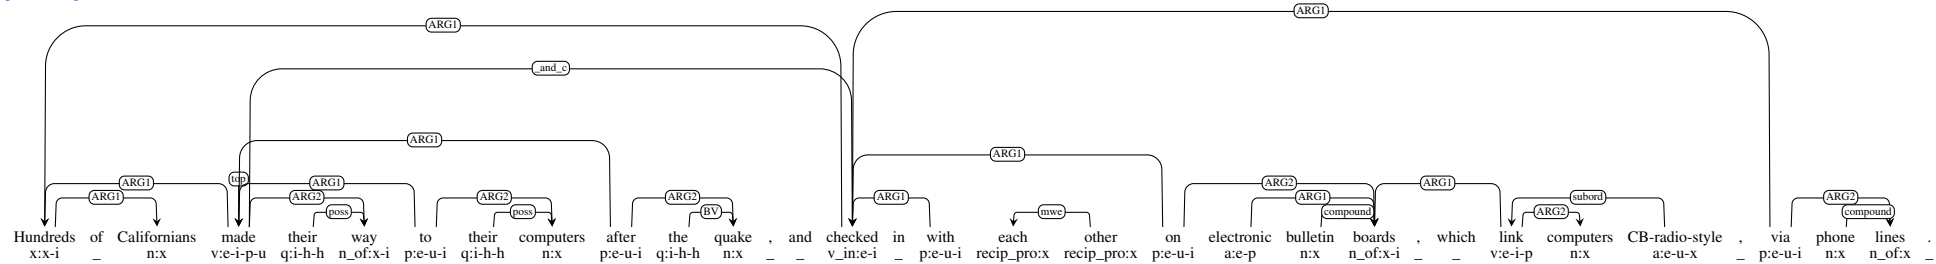 ARG1
ARG1
_and_c
ARG1
ARG1
ARG1 top ARG1 ARG2 ARG1
ARG1 ARG2 ARG2 ARG2 ARG1 ARG1 subord ARG2
poss poss BV mwe compound ARG2 compound
Hundreds of Californians made their way to their computers after the quake , and checked in with each other on electronic bulletin boards , which link computers CB-radio-style , via phone lines .
x:x-i _ n:x v:e-i-p-u q:i-h-h n_of:x-i p:e-u-i q:i-h-h n:x p:e-u-i q:i-h-h n:x _ _ v_in:e-i _ p:e-u-i recip_pro:x recip_pro:x p:e-u-i a:e-p n:x n_of:x-i _ _ v:e-i-p n:x a:e-u-x _ p:e-u-i n:x n_of:x _